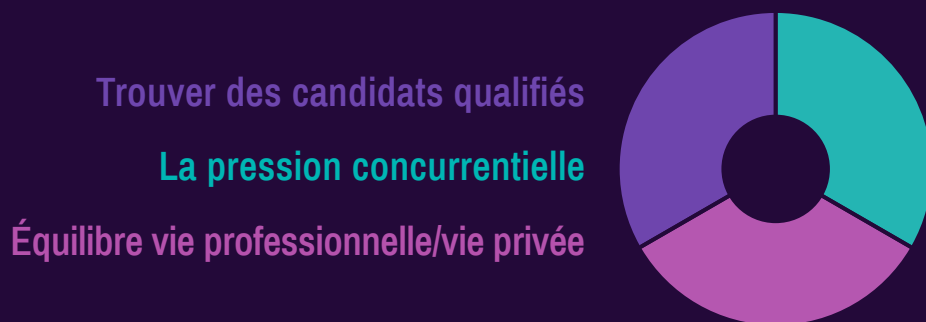 Trouver des candidats qualifiés
La pression concurrentielle
Équilibre vie professionnelle/vie privée